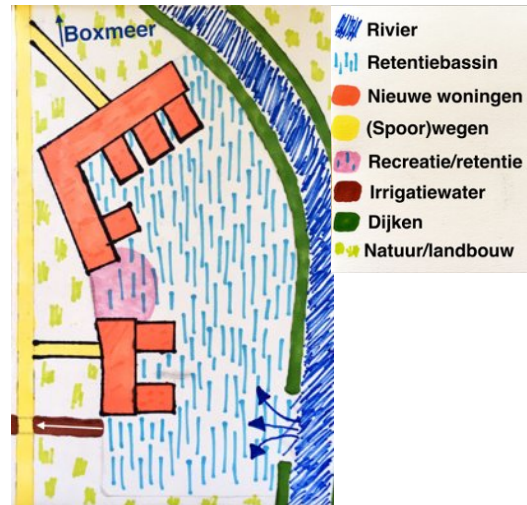 Boxmeer
Rivier
Retentiebassin
Nieuwe woningen
(Spoor)wegen
Recreatie/retentie
Irrigatiewater
Dijken
Natuur/landbouw